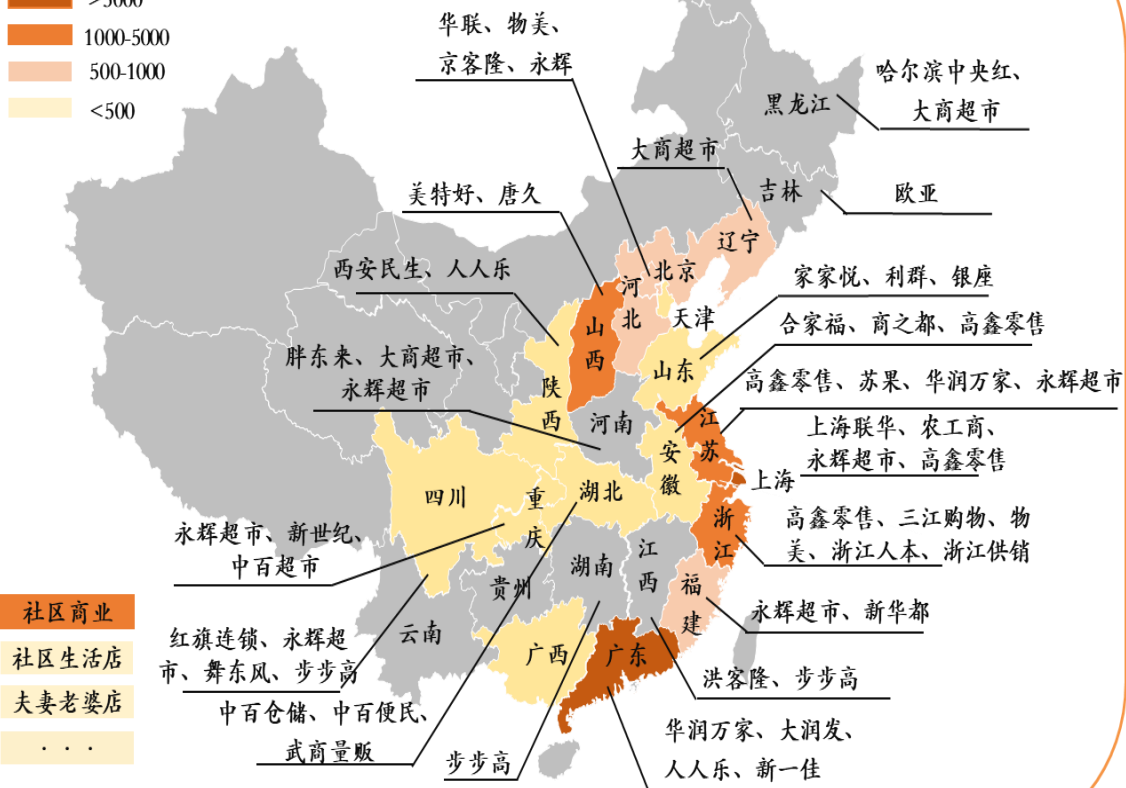 >5000
1000-5000
500-1000
<500
华联、物美、
京客隆、永辉
哈尔滨中央红、
大商超市
黑龙江
大商超市
吉林
欧亚
美特好、唐久
辽宁
西安民生、人人乐
河北
北京
天津
家家悦、利群、银座
山西
合家福、商之都、高鑫零售
胖东来、大商超市、
永辉超市
陕西
山东
高鑫零售、苏果、华润万家、永辉超市
河南
江苏
上海联华、农工商、
永辉超市、高鑫零售
安徽
上海
四川
重庆
湖北
浙江
高鑫零售、三江购物、物
美、浙江人本、浙江供销
永辉超市、新世纪、
中百超市
湖南
江西
贵州
福建
永辉超市、新华都
云南
广西
广东
社区商业
社区生活店
夫妻老婆店
· · ·
红旗连锁、永辉超
市、舞东风、步步高
洪客隆、步步高
中百仓储、中百便民、
武商量贩
步步高
华润万家、大润发、
人人乐、新一佳